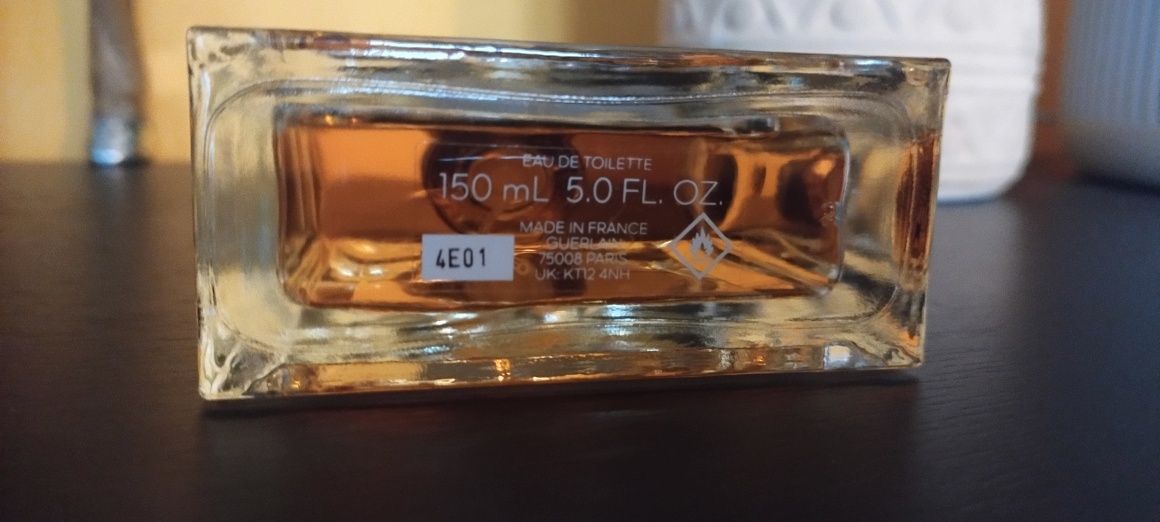 EAU DE TOILETTE
150 mL 5.0 FL. OZ.
MADE IN FRANCE
GUERLAIN
75008 PARIS
UK: KT12 4NH
4E01